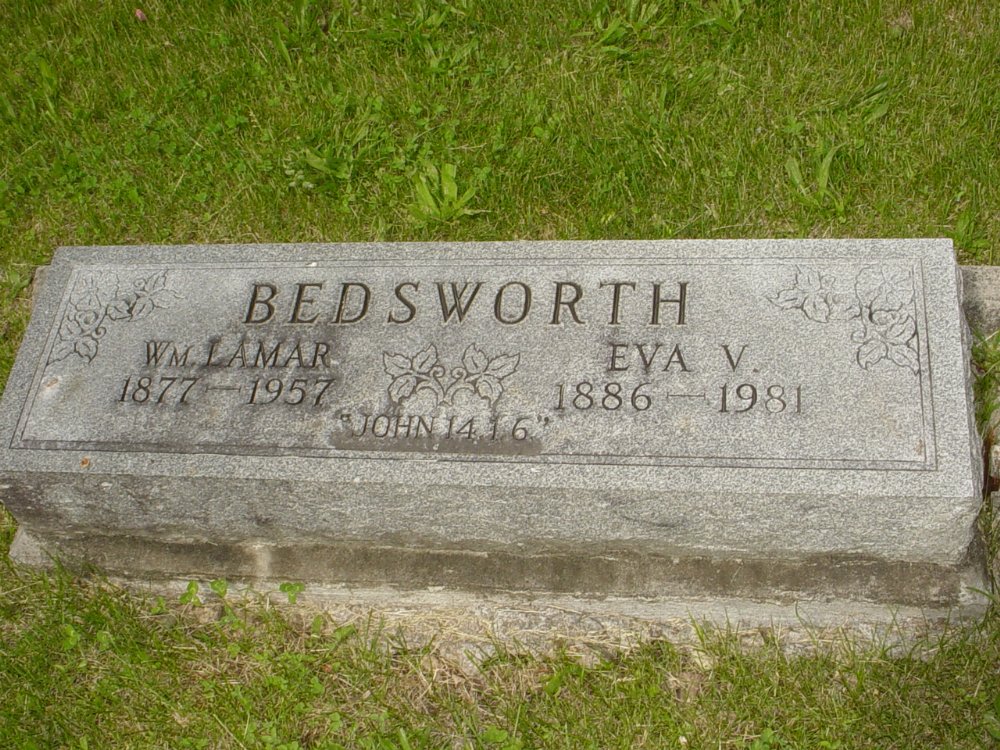 BEDSWORTH
WM. LAMAR EVA V.
1877—1957 1886—1981
"JOHN 14, 1 6"